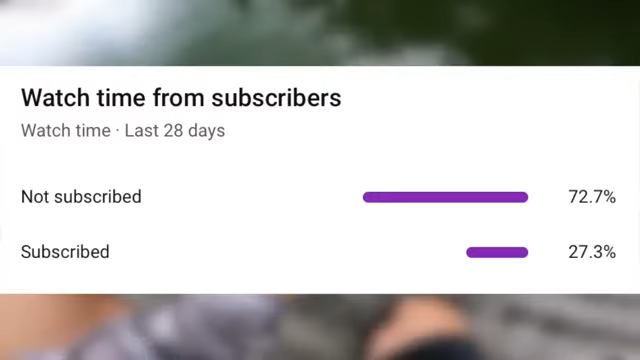 Watch time from subscribers
Watch time · Last 28 days
Not subscribed 72.7%
Subscribed 27.3%